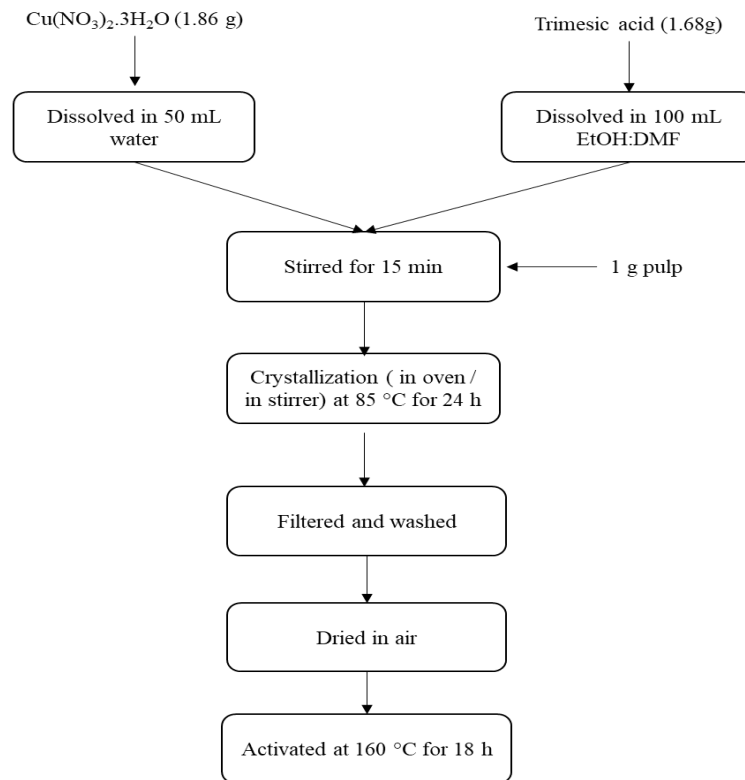 Cu(NO₃)₂.3H₂O (1.86 g)
Trimesic acid (1.68g)
Dissolved in 50 mL
water
Dissolved in 100 mL
EtOH:DMF
Stirred for 15 min
1 g pulp
Crystallization ( in oven /
in stirrer) at 85 °C for 24 h
Filtered and washed
Dried in air
Activated at 160 °C for 18 h